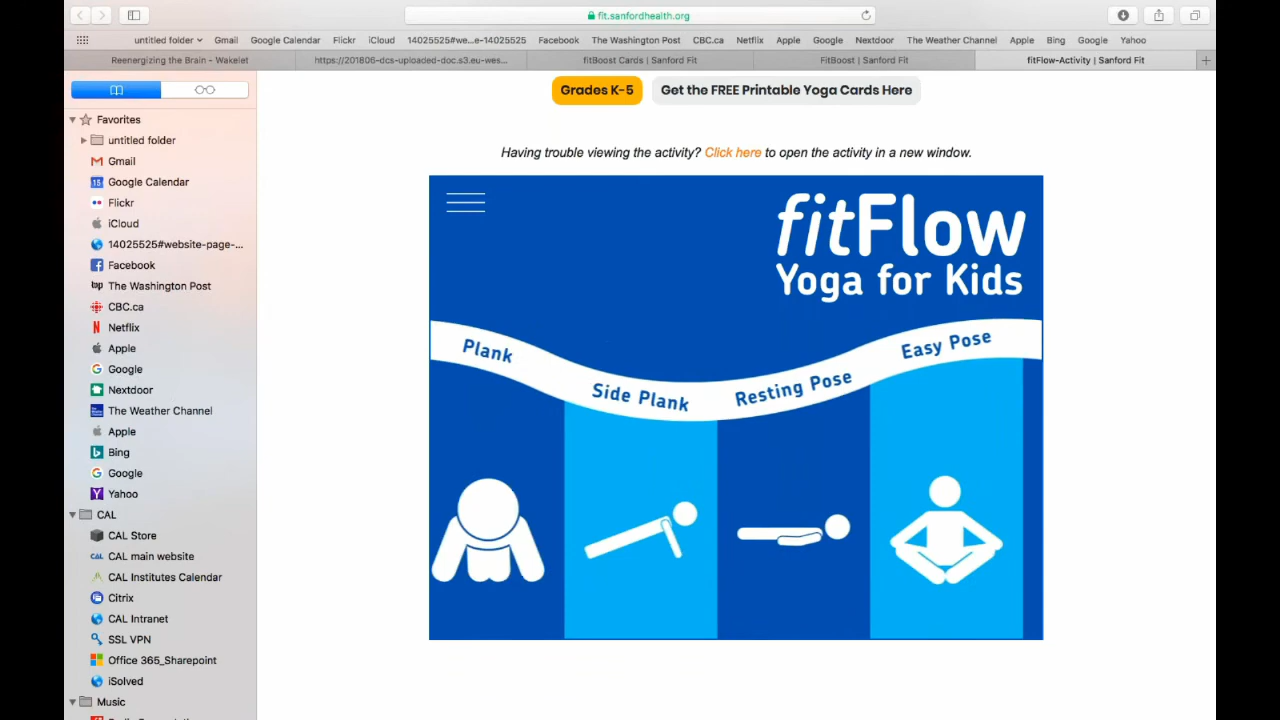 fit.sanfordhealth.org
untitled folder Gmail Google Calendar Flickr iCloud 14025525#we...e-14025525 Facebook The Washington Post CBC.ca Netflix Apple Google Nextdoor The Weather Channel Apple Bing Google Yahoo
Reenergizing the Brain - Wakelet https://201806-dcs-uploaded-doc.s3.eu-wes... fitBoost Cards | Sanford Fit FitBoost | Sanford Fit fitFlow-Activity | Sanford Fit
Favorites
untitled folder
Gmail
Google Calendar
Flickr
iCloud
14025525#website-page-...
Facebook
wp The Washington Post
CBC.ca
Netflix
Apple
Google
Nextdoor
The Weather Channel
Apple
Bing
Google
Yahoo
CAL
CAL Store
CAL CAL main website
CAL Institutes Calendar
Citrix
CAL Intranet
SSL VPN
Office 365_Sharepoint
iSolved
Music
Grades K-5 Get the FREE Printable Yoga Cards Here
Having trouble viewing the activity? Click here to open the activity in a new window.
fitFlow
Yoga for Kids
Plank
Side Plank
Resting Pose
Easy Pose